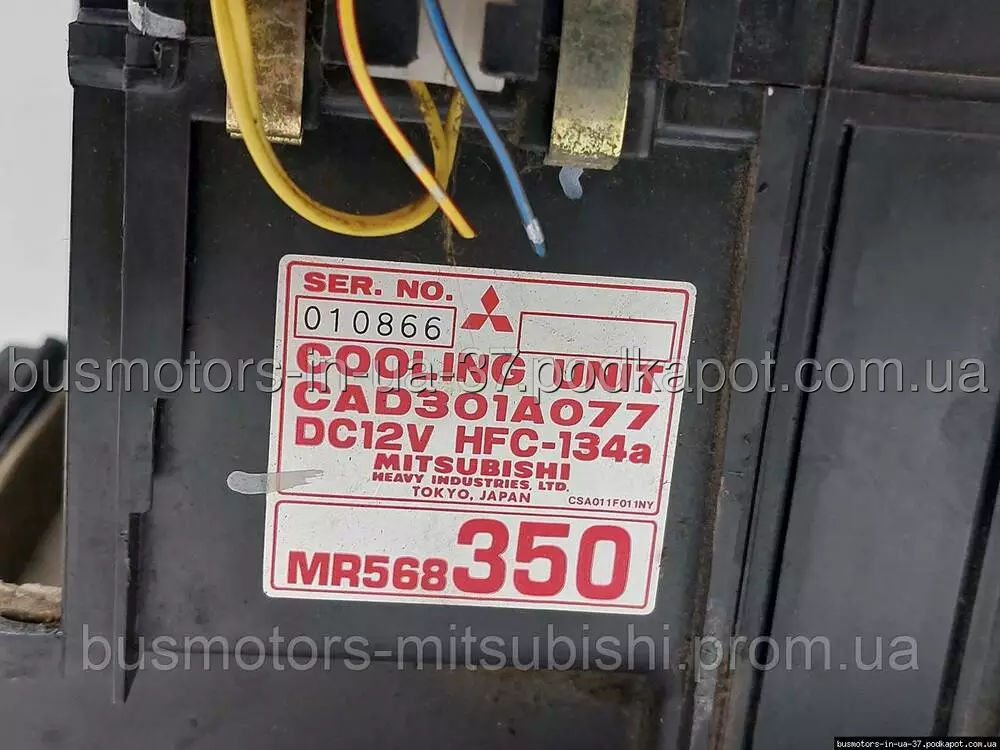 SER. NO.
010866
COOLING UNIT
busmotors-in-ua-37.podkapot.com.ua
CAD301A077
DC12V HFC-134a
MITSUBISHI
HEAVY INDUSTRIES, LTD.
TOKYO, JAPAN
CSA011F011NY
MR568350
busmotors-mitsubishi.prom.ua
busmotors-in-ua-37.podkapot.com.ua